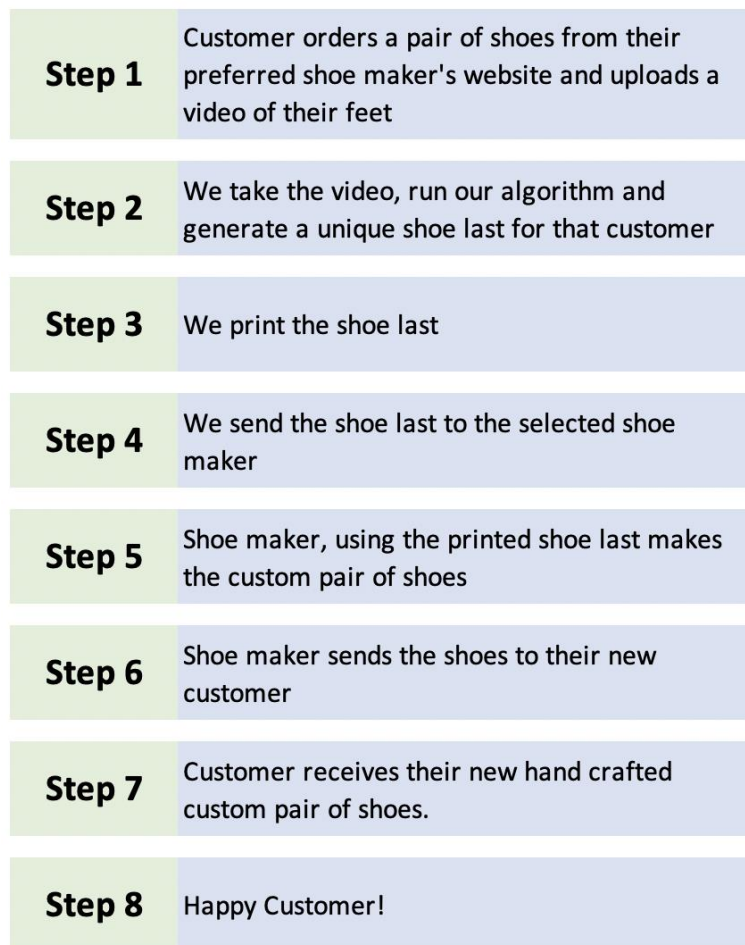 Step 1
Customer orders a pair of shoes from their
preferred shoe maker's website and uploads a
video of their feet
Step 2
We take the video, run our algorithm and
generate a unique shoe last for that customer
Step 3
We print the shoe last
Step 4
We send the shoe last to the selected shoe
maker
Step 5
Shoe maker, using the printed shoe last makes
the custom pair of shoes
Step 6
Shoe maker sends the shoes to their new
customer
Step 7
Customer receives their new hand crafted
custom pair of shoes.
Step 8
Happy Customer!